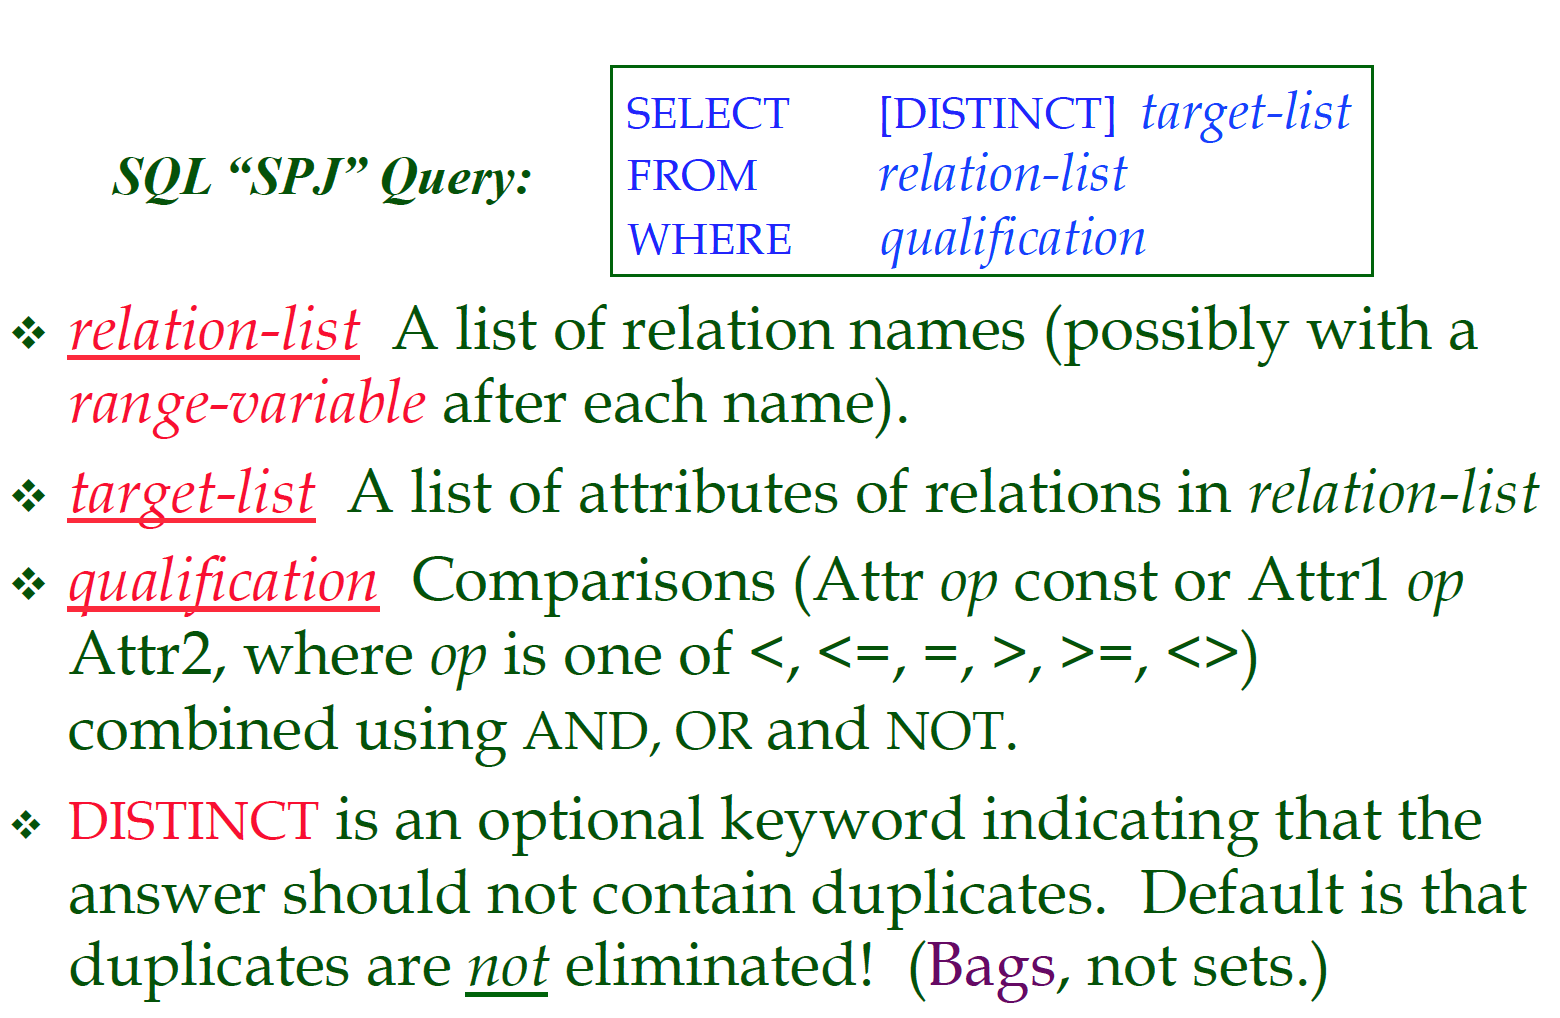 SQL “SPJ” Query:
SELECT [DISTINCT] target-list
FROM relation-list
WHERE qualification
❖ relation-list A list of relation names (possibly with a
range-variable after each name).
❖ target-list A list of attributes of relations in relation-list
❖ qualification Comparisons (Attr op const or Attr1 op
Attr2, where op is one of <, <=, =, >, >=, <>)
combined using AND, OR and NOT.
❖ DISTINCT is an optional keyword indicating that the
answer should not contain duplicates. Default is that
duplicates are not eliminated! (Bags, not sets.)